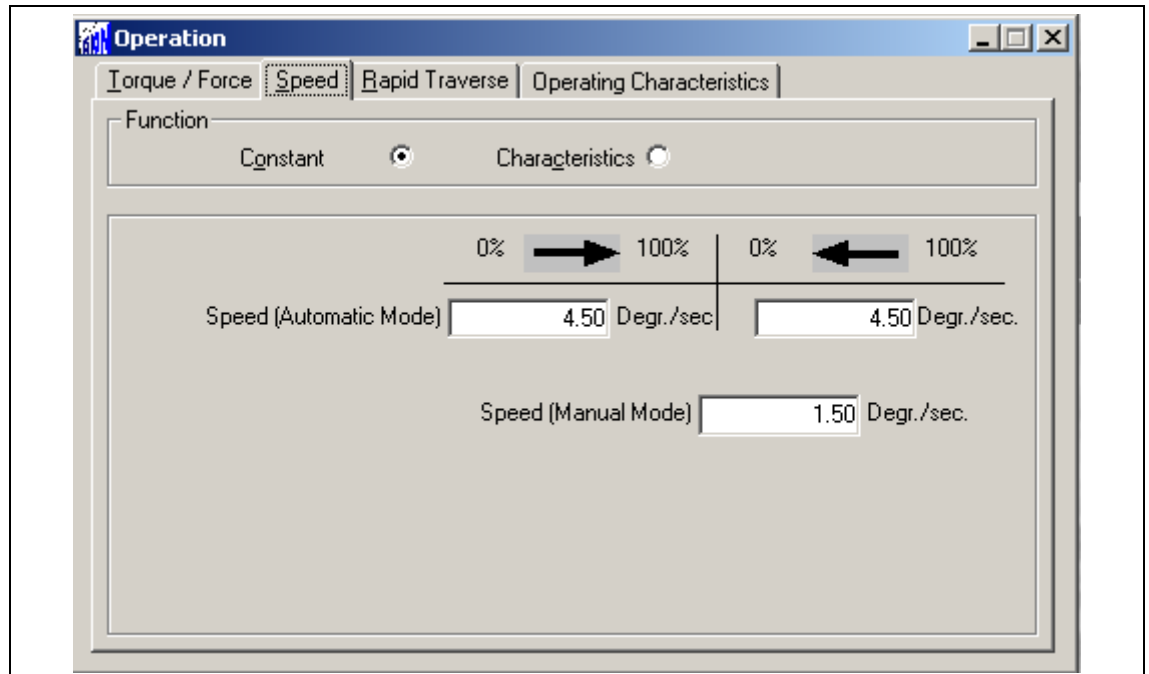 Operation
Torque / Force Speed Rapid Traverse Operating Characteristics
Function
Constant Characteristics
0% 100% 0% 100%
Speed (Automatic Mode) 4.50 Degr./sec 4.50 Degr./sec.
Speed (Manual Mode) 1.50 Degr./sec.